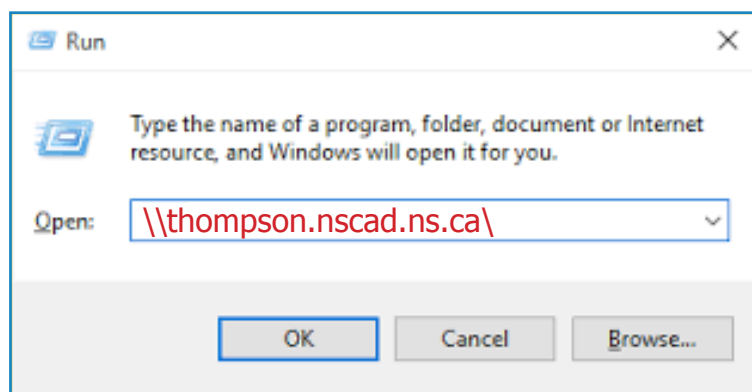 Run
Type the name of a program, folder, document or Internet
resource, and Windows will open it for you.
Open: \\thompson.nscad.ns.ca\
OK Cancel Browse...